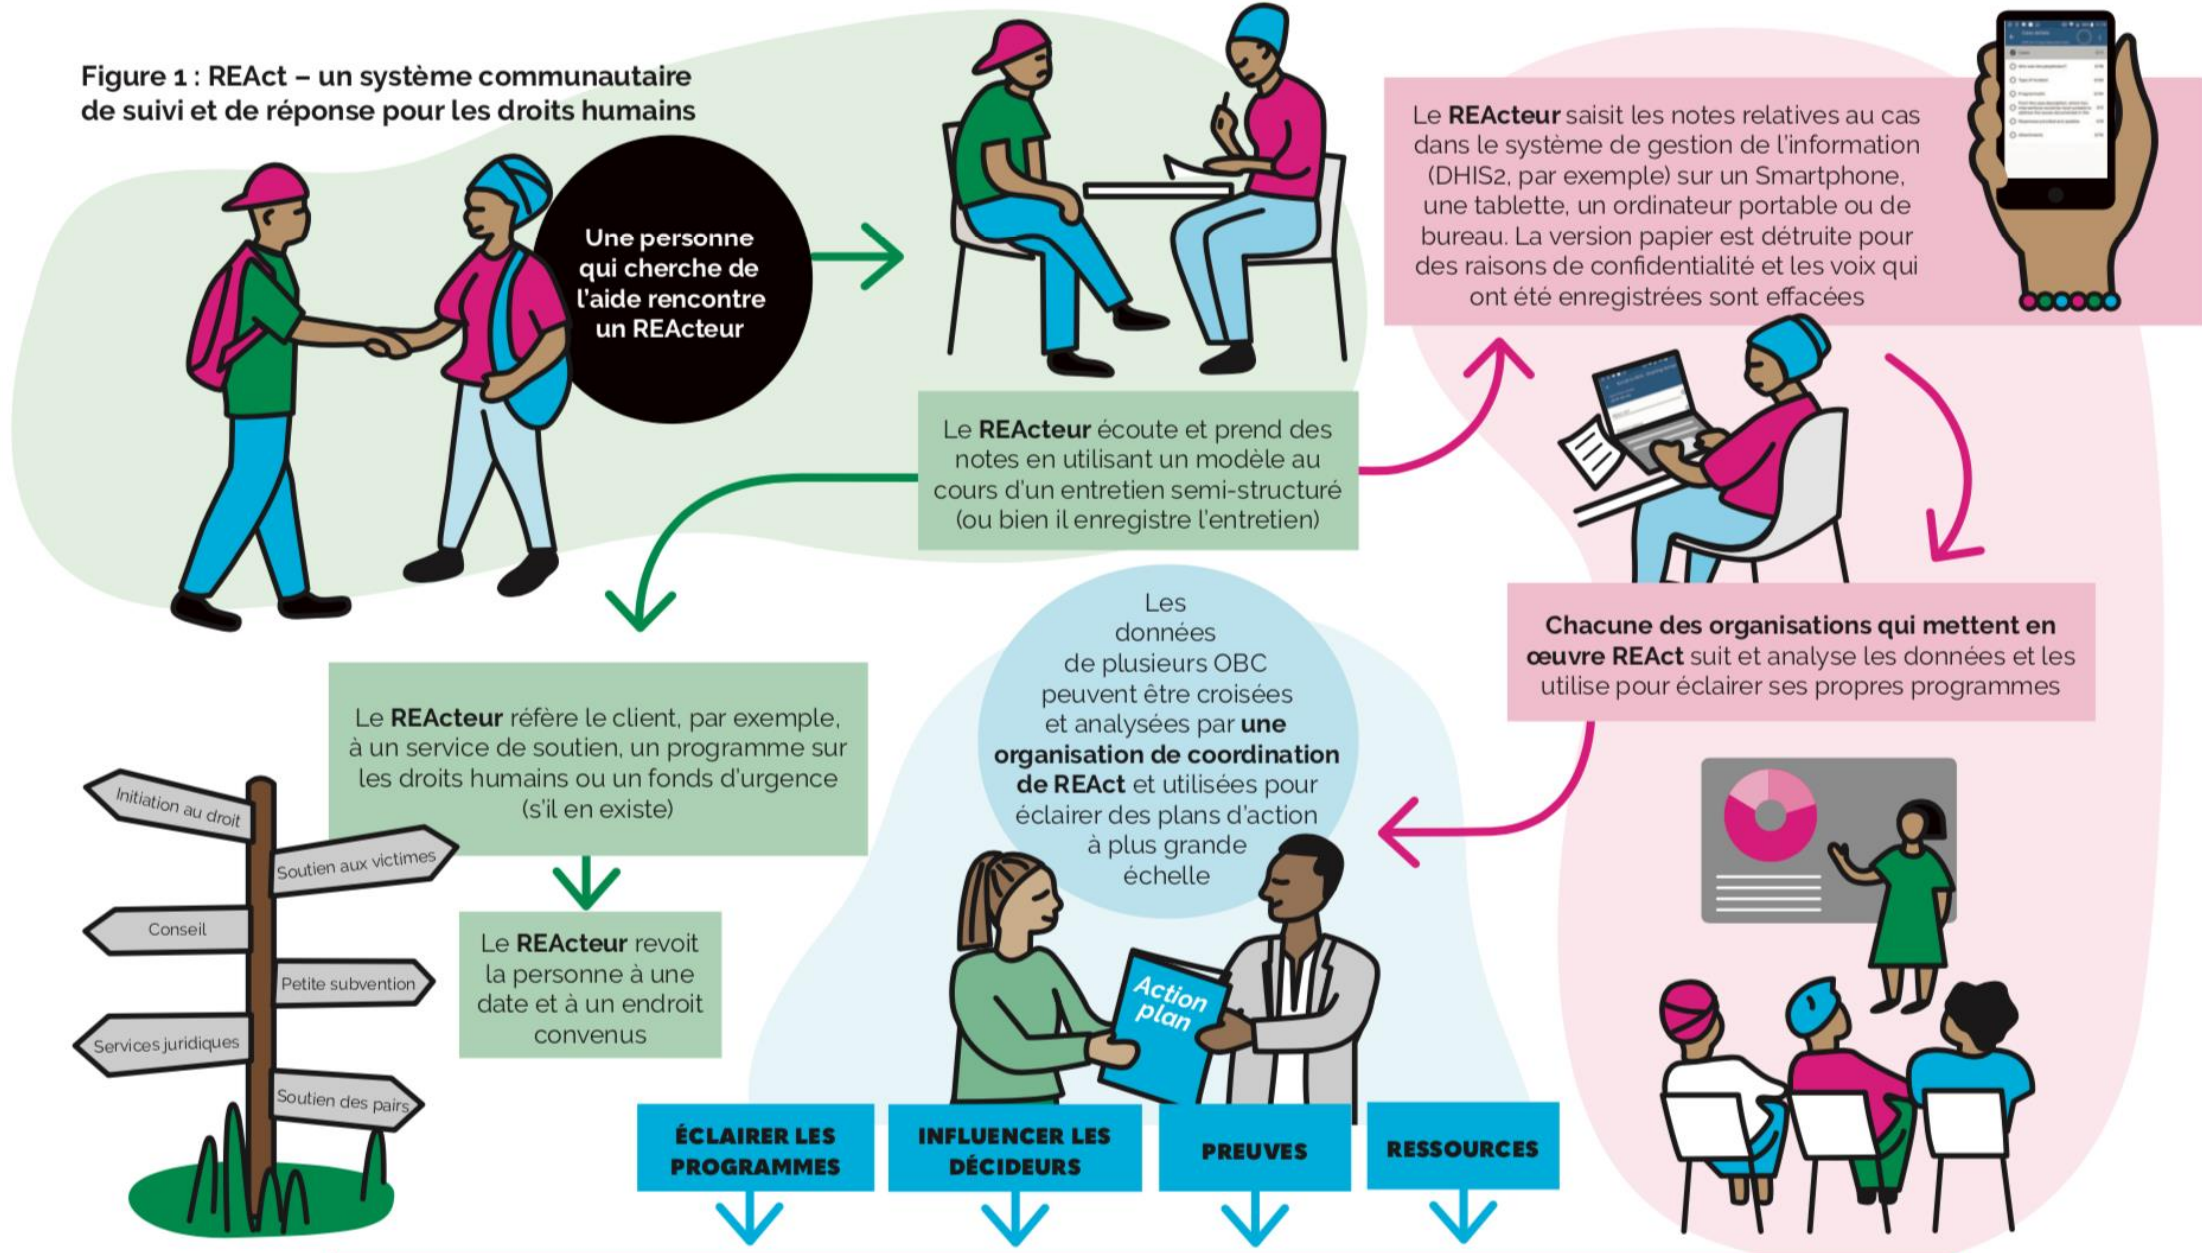 Figure 1 : REAct – un système communautaire
de suivi et de réponse pour les droits humains
Une personne
qui cherche de
l'aide rencontre
un REActeur
Le REActeur écoute et prend des
notes en utilisant un modèle au
cours d'un entretien semi-structuré
(ou bien il enregistre l'entretien)
Le REActeur saisit les notes relatives au cas
dans le système de gestion de l'information
(DHIS2, par exemple) sur un Smartphone,
une tablette, un ordinateur portable ou de
bureau. La version papier est détruite pour
des raisons de confidentialité et les voix qui
ont été enregistrées sont effacées
Chacune des organisations qui mettent en
œuvre REAct suit et analyse les données et les
utilise pour éclairer ses propres programmes
Les
données
de plusieurs OBC
peuvent être croisées
et analysées par une
organisation de coordination
de REAct et utilisées pour
éclairer des plans d'action
à plus grande
échelle
Action
plan
Le REActeur réfère le client, par exemple,
à un service de soutien, un programme sur
les droits humains ou un fonds d'urgence
(s'il en existe)
Le REActeur revoit
la personne à une
date et à un endroit
convenus
Initiation au droit
Soutien aux victimes
Conseil
Petite subvention
Services juridiques
Soutien des pairs
ÉCLAIRER LES
PROGRAMMES
INFLUENCER LES
DÉCIDEURS
PREUVES
RESSOURCES